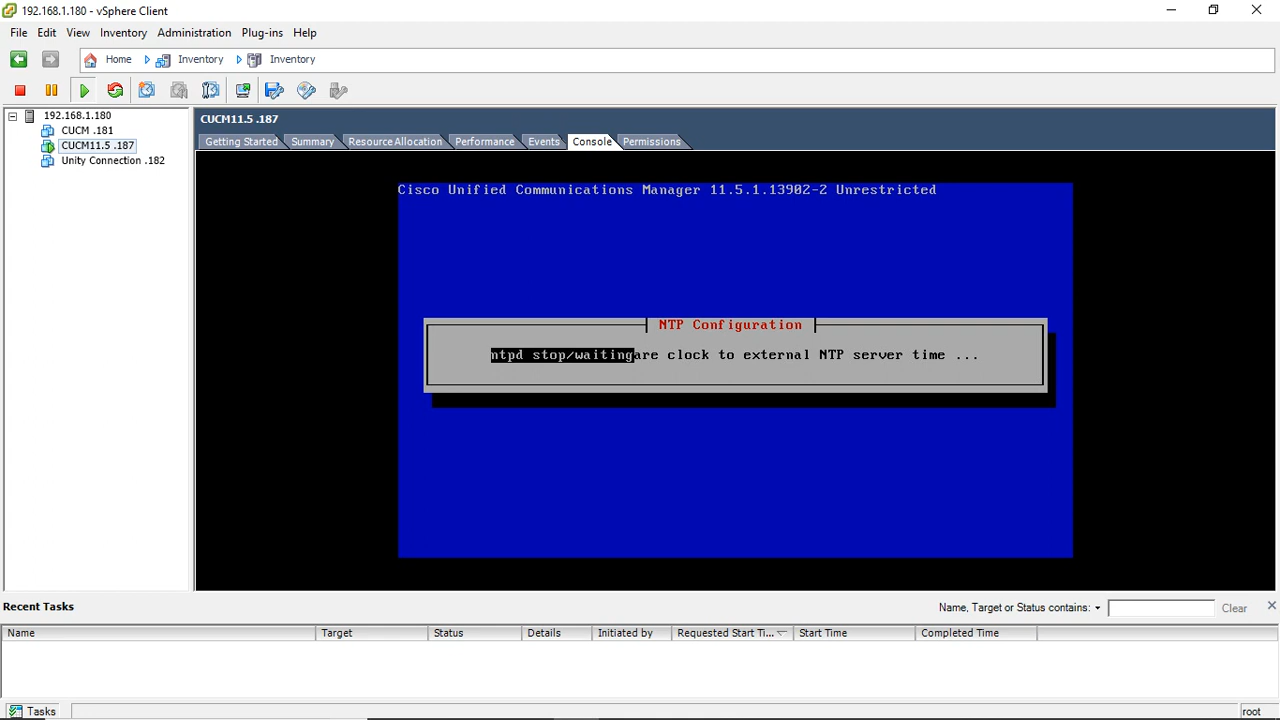 192.168.1.180 - vSphere Client
File Edit View Inventory Administration Plug-ins Help
Home Inventory Inventory
192.168.1.180
CUCM .181
CUCM11.5 .187
Unity Connection .182
CUCM11.5 .187
Getting Started Summary Resource Allocation Performance Events Console Permissions
Cisco Unified Communications Manager 11.5.1.13902-2 Unrestricted
NTP Configuration
ntpd stop/waitingare clock to external NTP server time ...
Recent Tasks
Name, Target or Status contains: Clear
Name Target Status Details Initiated by Requested Start Ti... Start Time Completed Time
Tasks root